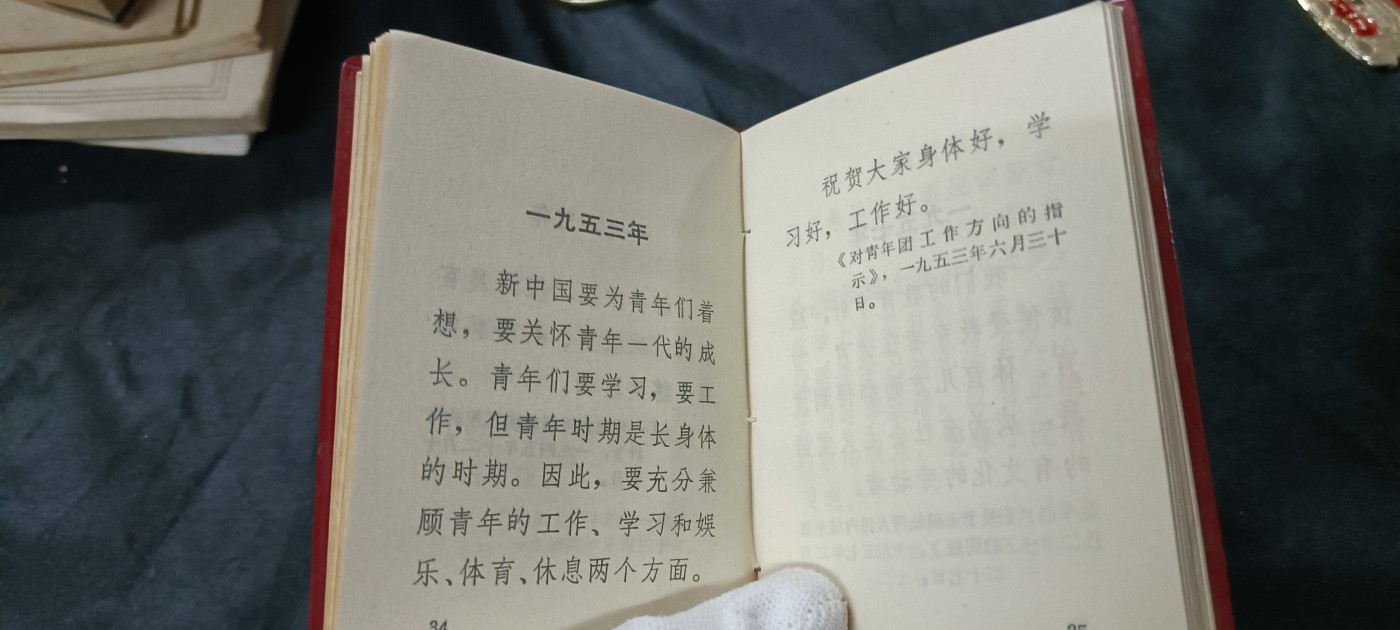 一九五三年
新中国要为青年们着
想，要关怀青年一代的成
长。青年们要学习，要工
作，但青年时期是长身体
的时期。因此，要充分兼
顾青年的工作、学习和娱
乐、体育、休息两个方面。
34
祝贺大家身体好，学
习好，工作好。
《对青年团工作方向的指
示》，一九五三年六月三十
日。
35